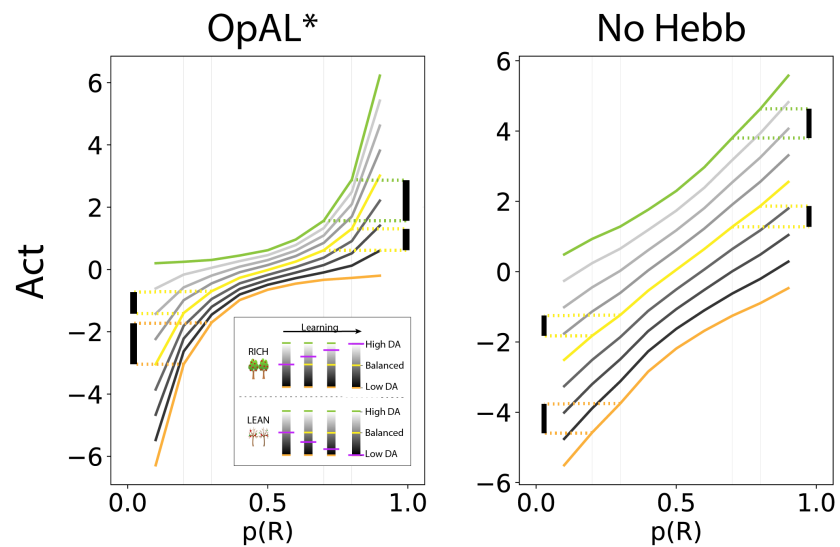 OpAL*
No Hebb
Act
6
4
2
0
−2
−4
−6
0.0
0.5
1.0
p(R)
Learning
RICH
High DA
Balanced
Low DA
LEAN
High DA
Balanced
Low DA
6
4
2
0
−2
−4
−6
0.0
0.5
1.0
p(R)